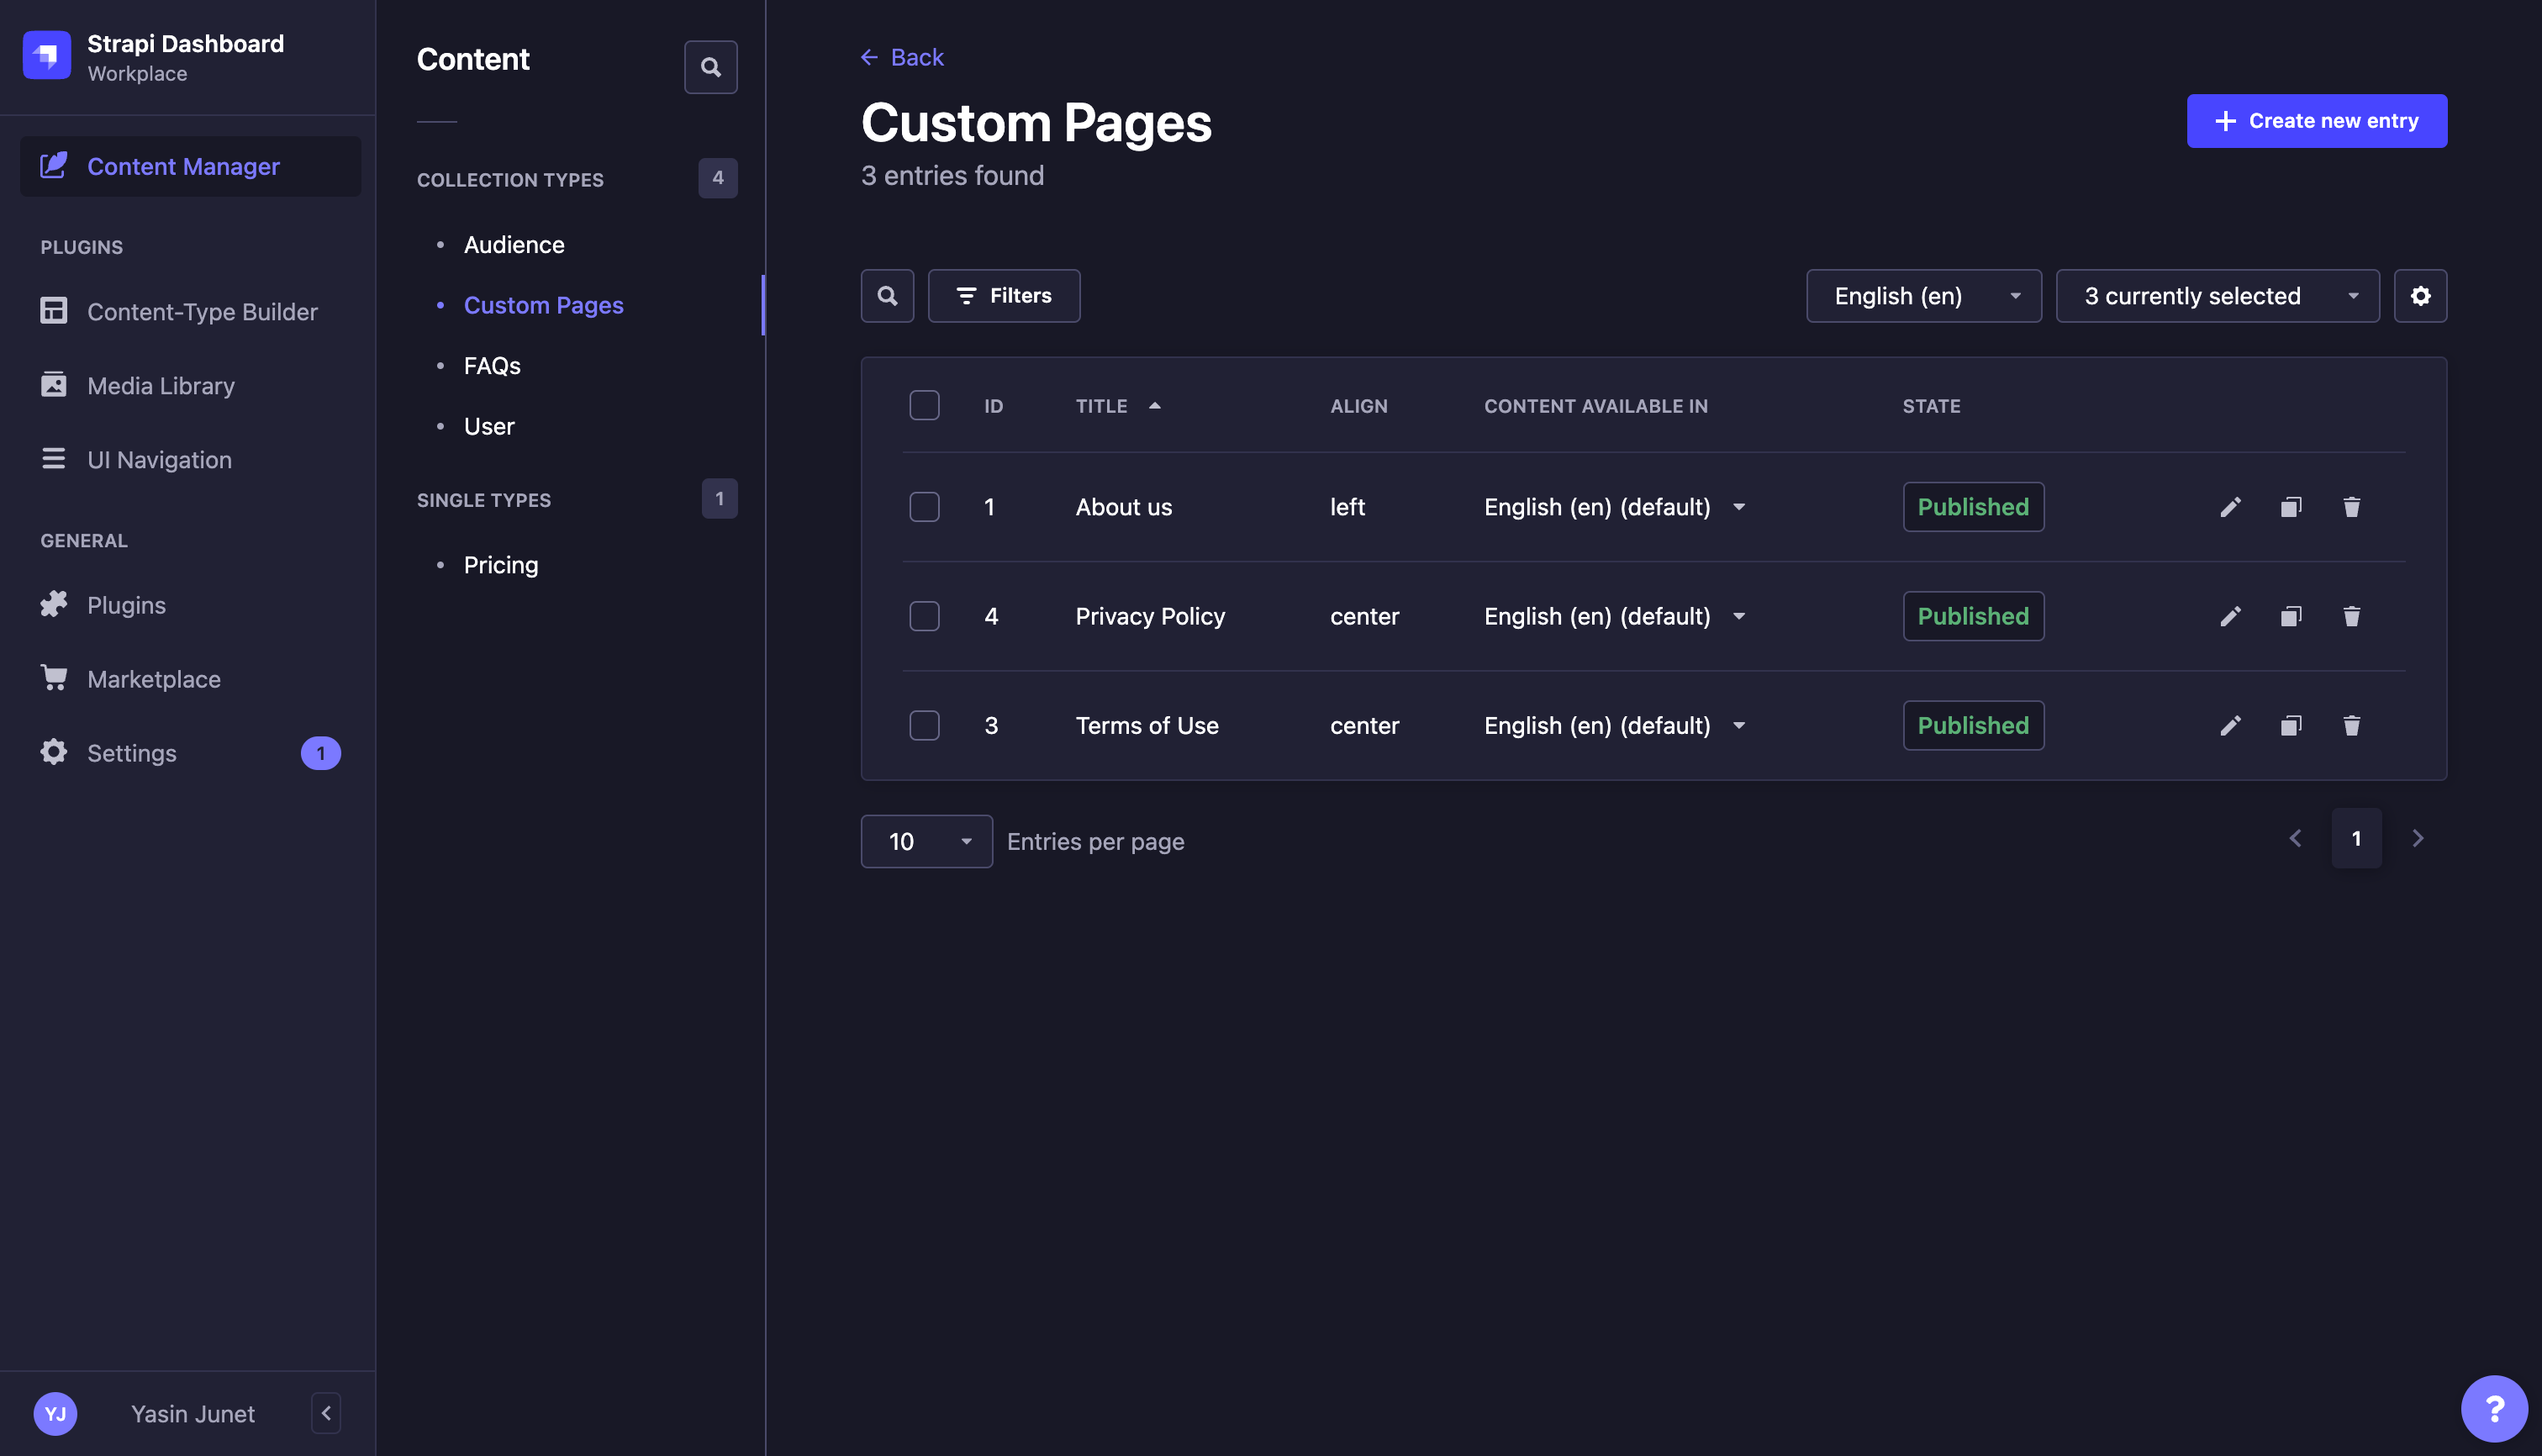 Strapi Dashboard
Workplace
Content Manager
PLUGINS
Content-Type Builder
Media Library
UI Navigation
GENERAL
Plugins
Marketplace
Settings 1
YJ Yasin Junet
Content
COLLECTION TYPES 4
Audience
Custom Pages
FAQs
User
SINGLE TYPES 1
Pricing
Back
Custom Pages
3 entries found
Create new entry
Filters English (en) 3 currently selected
ID TITLE ALIGN CONTENT AVAILABLE IN STATE
1 About us left English (en) (default) Published
4 Privacy Policy center English (en) (default) Published
3 Terms of Use center English (en) (default) Published
10 Entries per page 1
?